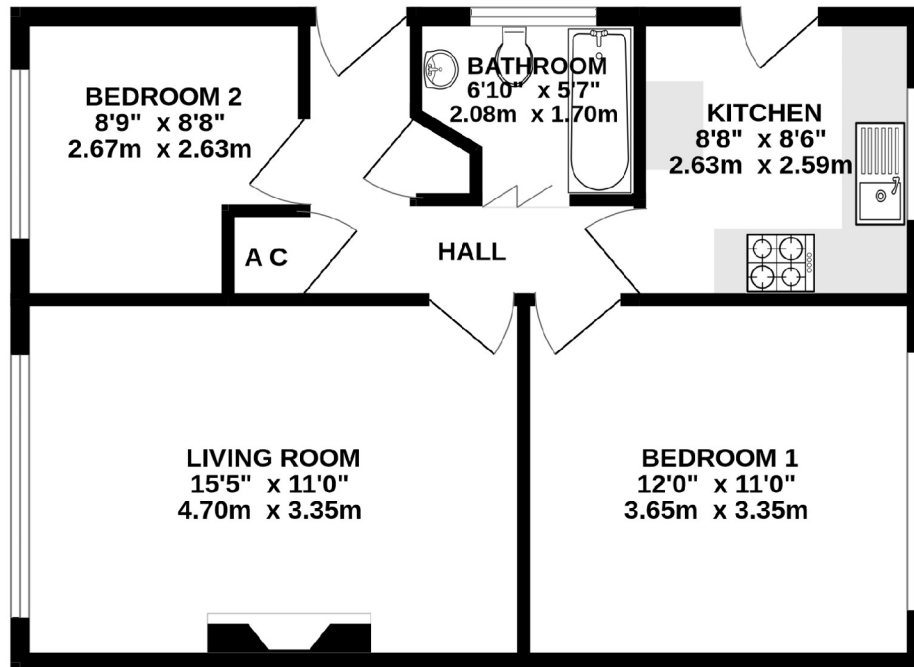 BEDROOM 2
8'9" x 8'8"
2.67m x 2.63m
BATHROOM
6'10" x 5'7"
2.08m x 1.70m
KITCHEN
8'8" x 8'6"
2.63m x 2.59m
A C
HALL
LIVING ROOM
15'5" x 11'0"
4.70m x 3.35m
BEDROOM 1
12'0" x 11'0"
3.65m x 3.35m